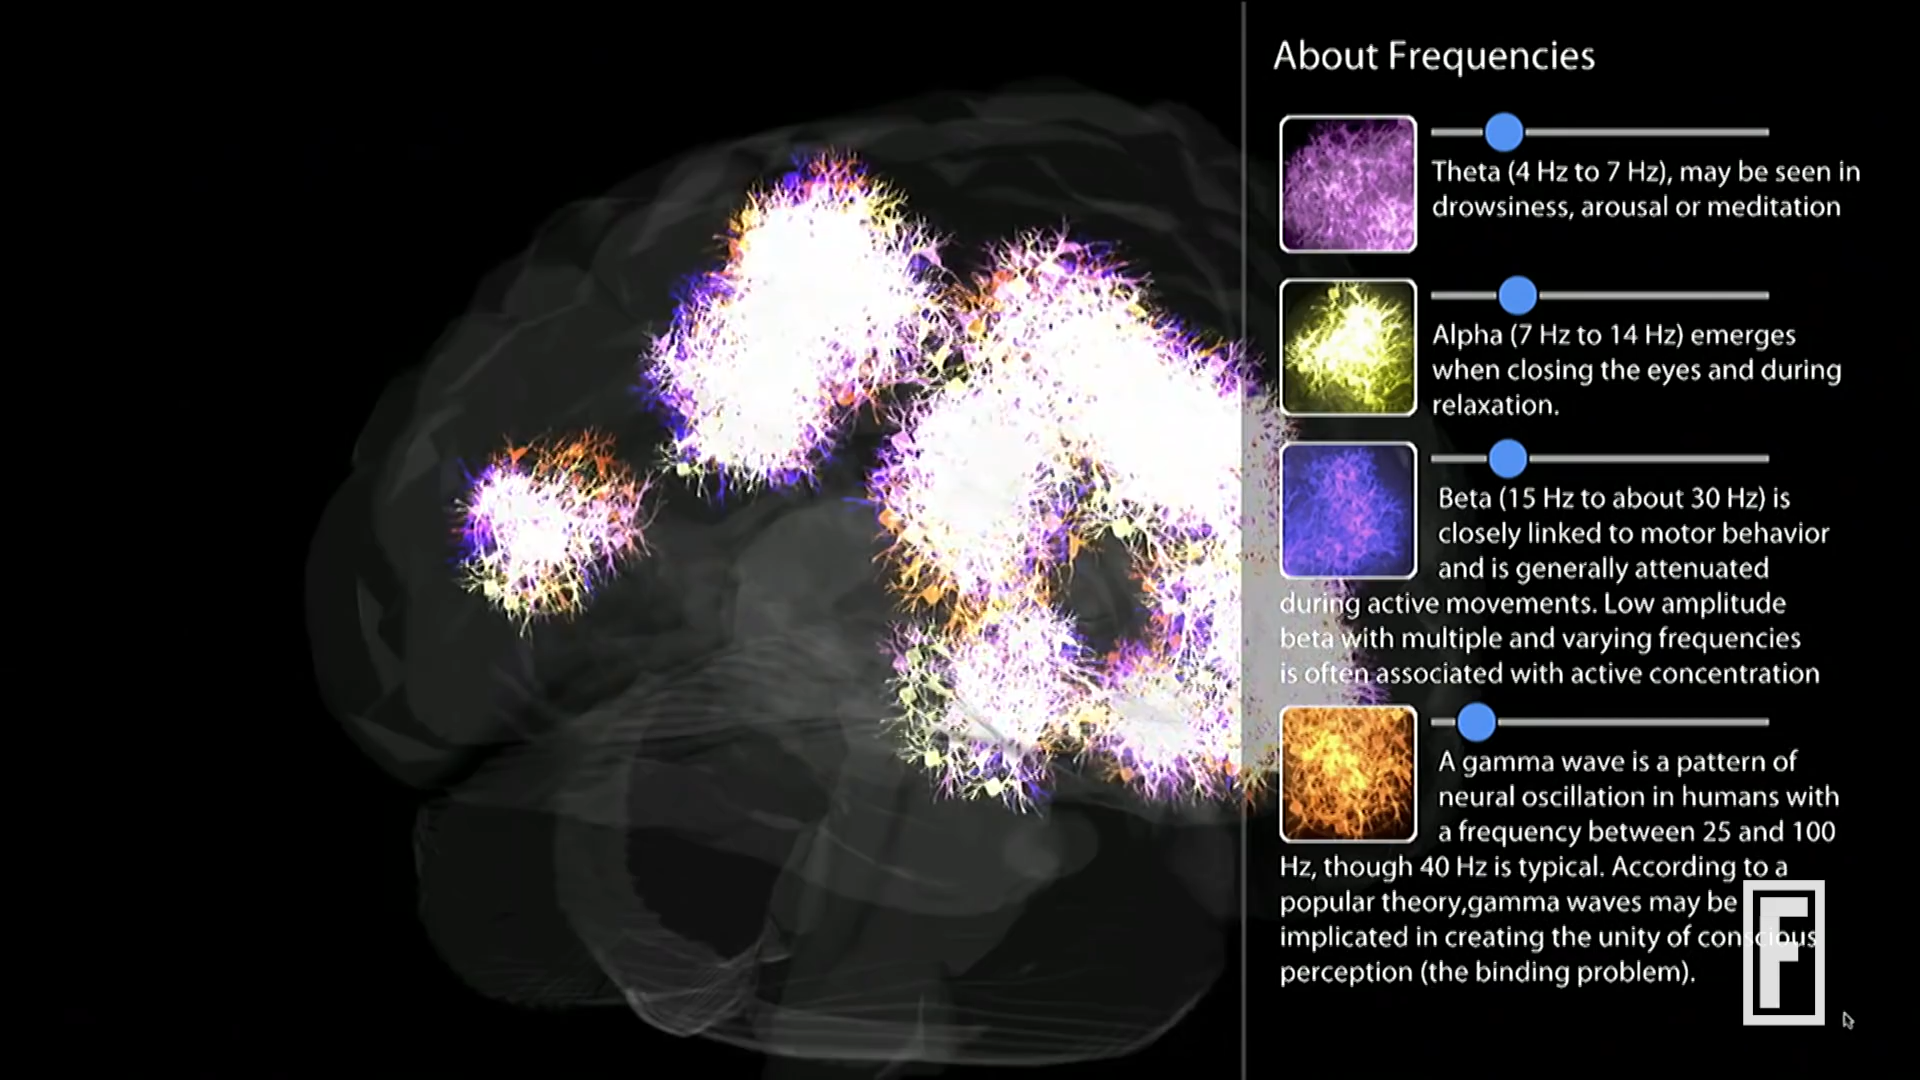 About Frequencies
Theta (4 Hz to 7 Hz), may be seen in
drowsiness, arousal or meditation
Alpha (7 Hz to 14 Hz) emerges
when closing the eyes and during
relaxation.
Beta (15 Hz to about 30 Hz) is
closely linked to motor behavior
and is generally attenuated
during active movements. Low amplitude
beta with multiple and varying frequencies
is often associated with active concentration
A gamma wave is a pattern of
neural oscillation in humans with
a frequency between 25 and 100
Hz, though 40 Hz is typical. According to a
popular theory,gamma waves may be
implicated in creating the unity of conscious
perception (the binding problem).
F